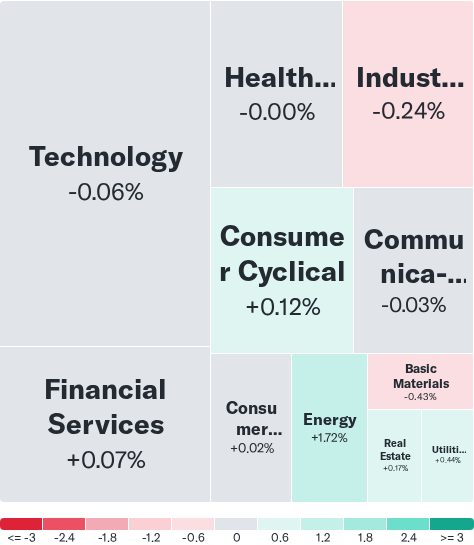 Technology
-0.06%
Health...
-0.00%
Indust...
-0.24%
Consume
r Cyclical
+0.12%
Commu
nica-...
-0.03%
Financial
Services
+0.07%
Consu
mer...
+0.02%
Energy
+1.72%
Basic
Materials
-0.43%
Real
Estate
+0.17%
Utiliti...
+0.44%
<= -3 -2.4 -1.8 -1.2 -0.6 0 0.6 1.2 1.8 2.4 >= 3